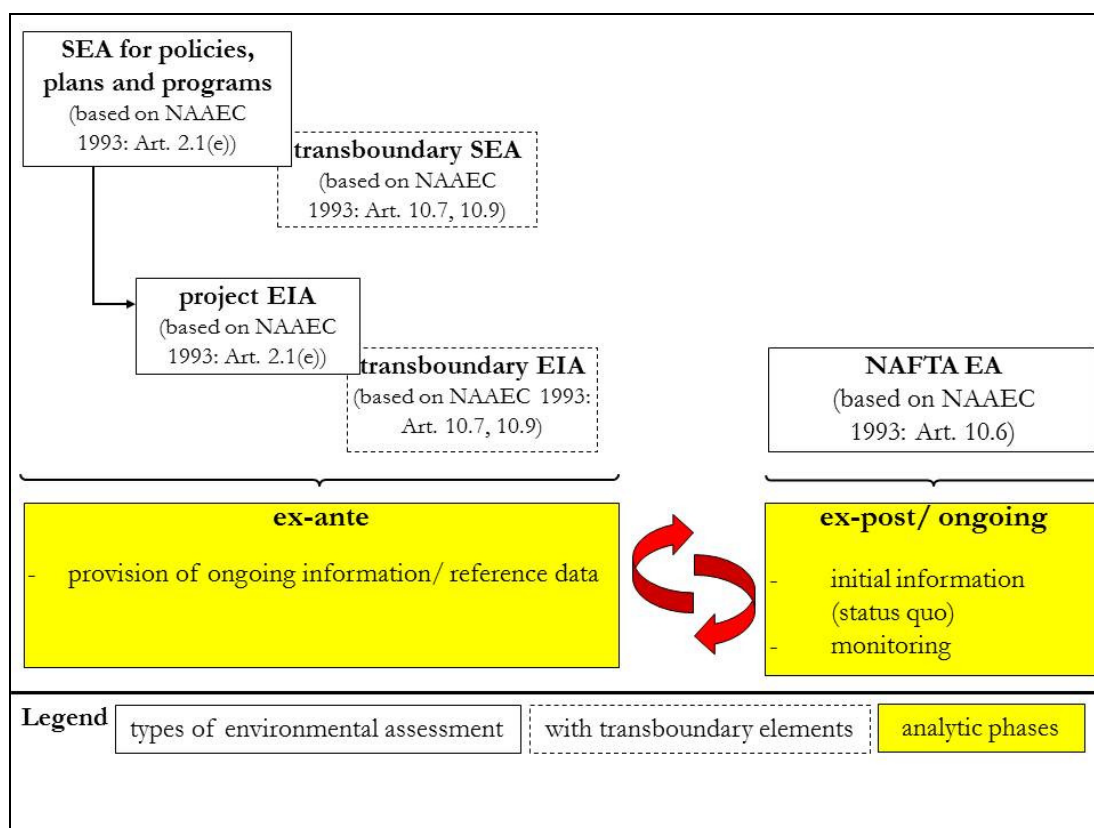 SEA for policies,
plans and programs
(based on NAAEC
1993: Art. 2.1(e))
transboundary SEA
(based on NAAEC
1993: Art. 10.7, 10.9)
project EIA
(based on NAAEC
1993: Art. 2.1(e))
transboundary EIA
(based on NAAEC 1993:
Art. 10.7, 10.9)
NAFTA EA
(based on NAAEC
1993: Art. 10.6)
ex-ante
- provision of ongoing information/ reference data
ex-post/ ongoing
- initial information
(status quo)
- monitoring
Legend
types of environmental assessment
with transboundary elements
analytic phases